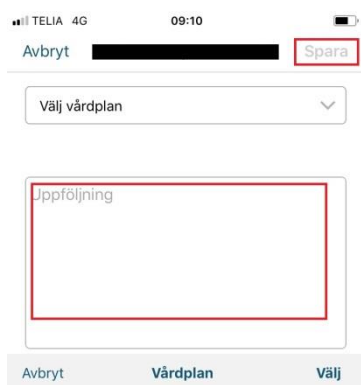 TELIA 4G 09:10
Avbryt Spara
Välj vårdplan
Uppföljning
Avbryt Vårdplan Välj